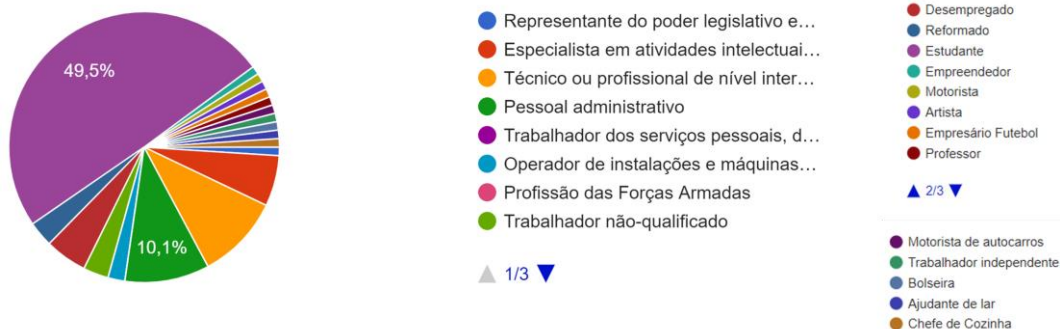 49,5%
10,1%
Representante do poder legislativo e…
Especialista em atividades intelectuai…
Técnico ou profissional de nível inter…
Pessoal administrativo
Trabalhador dos serviços pessoais, d…
Operador de instalações e máquinas…
Profissão das Forças Armadas
Trabalhador não-qualificado
1/3
Desempregado
Reformado
Estudante
Empreendedor
Motorista
Artista
Empresário Futebol
Professor
2/3
Motorista de autocarros
Trabalhador independente
Bolseira
Ajudante de lar
Chefe de Cozinha